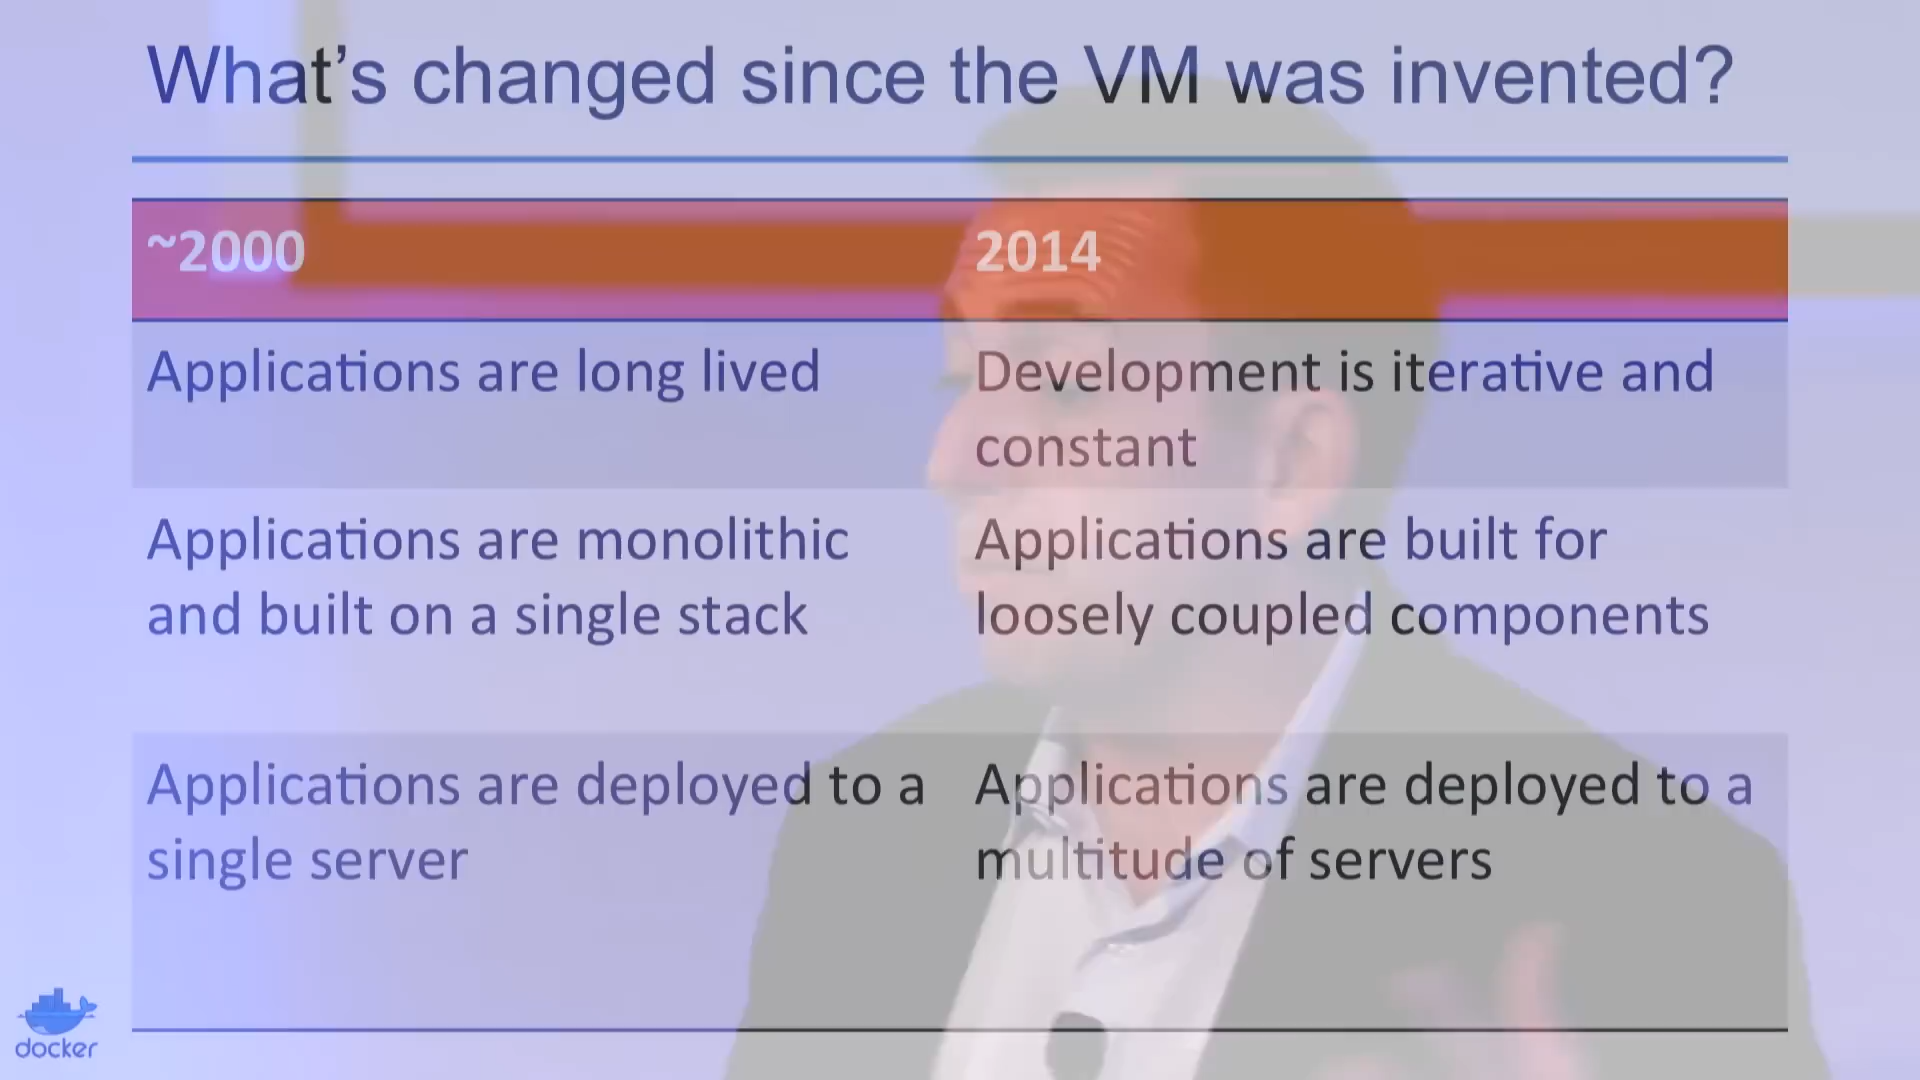 What's changed since the VM was invented?
~2000
2014
Applications are long lived
Development is iterative and
constant
Applications are monolithic
and built on a single stack
Applications are built for
loosely coupled components
Applications are deployed to a
single server
Applications are deployed to a
multitude of servers
docker